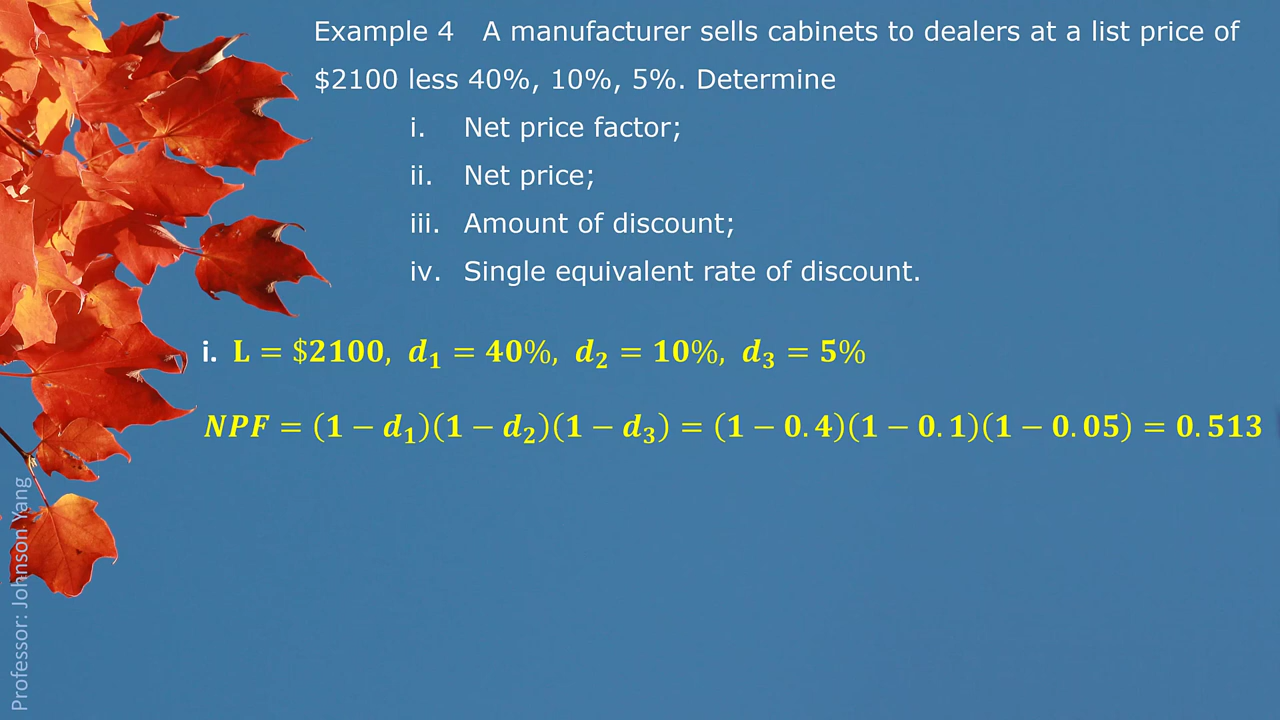 Example 4 A manufacturer sells cabinets to dealers at a list price of
$2100 less 40%, 10%, 5%. Determine
i. Net price factor;
ii. Net price;
iii. Amount of discount;
iv. Single equivalent rate of discount.
i. L = $2100, d₁ = 40%, d₂ = 10%, d₃ = 5%
NPF = (1 − d₁)(1 − d₂)(1 − d₃) = (1 − 0.4)(1 − 0.1)(1 − 0.05) = 0.513
Professor: Johnson Yang